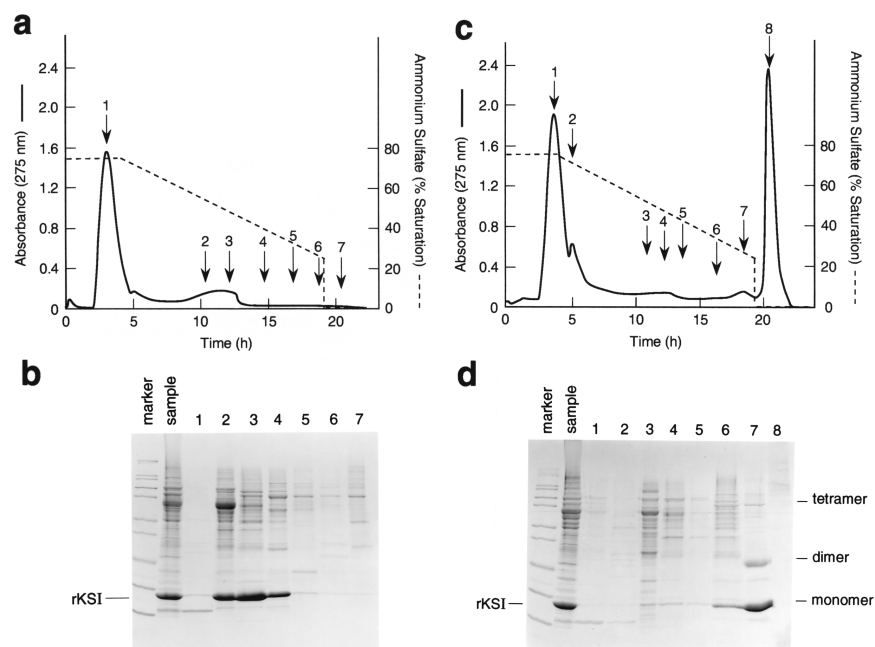 a
Absorbance (275 nm)
2.4
2.0
1.6
1.2
0.8
0.4
0
1
2 3 4 5 6 7
80
60
40
20
0
Ammonium Sulfate (% Saturation)
0 5 10 15 20
Time (h)
c
Absorbance (275 nm)
2.4
2.0
1.6
1.2
0.8
0.4
0
1
2
3 4 5 6 7
8
80
60
40
20
0
Ammonium Sulfate (% Saturation)
0 5 10 15 20
Time (h)
b
marker
sample
1 2 3 4 5 6 7
rKSI
d
marker
sample
1 2 3 4 5 6 7 8
tetramer
dimer
monomer
rKSI